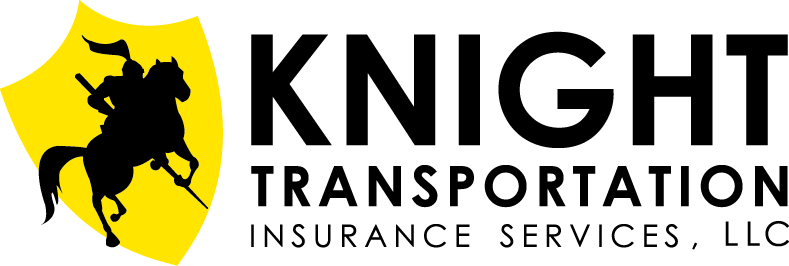 KNIGHT
TRANSPORTATION
INSURANCE SERVICES, LLC